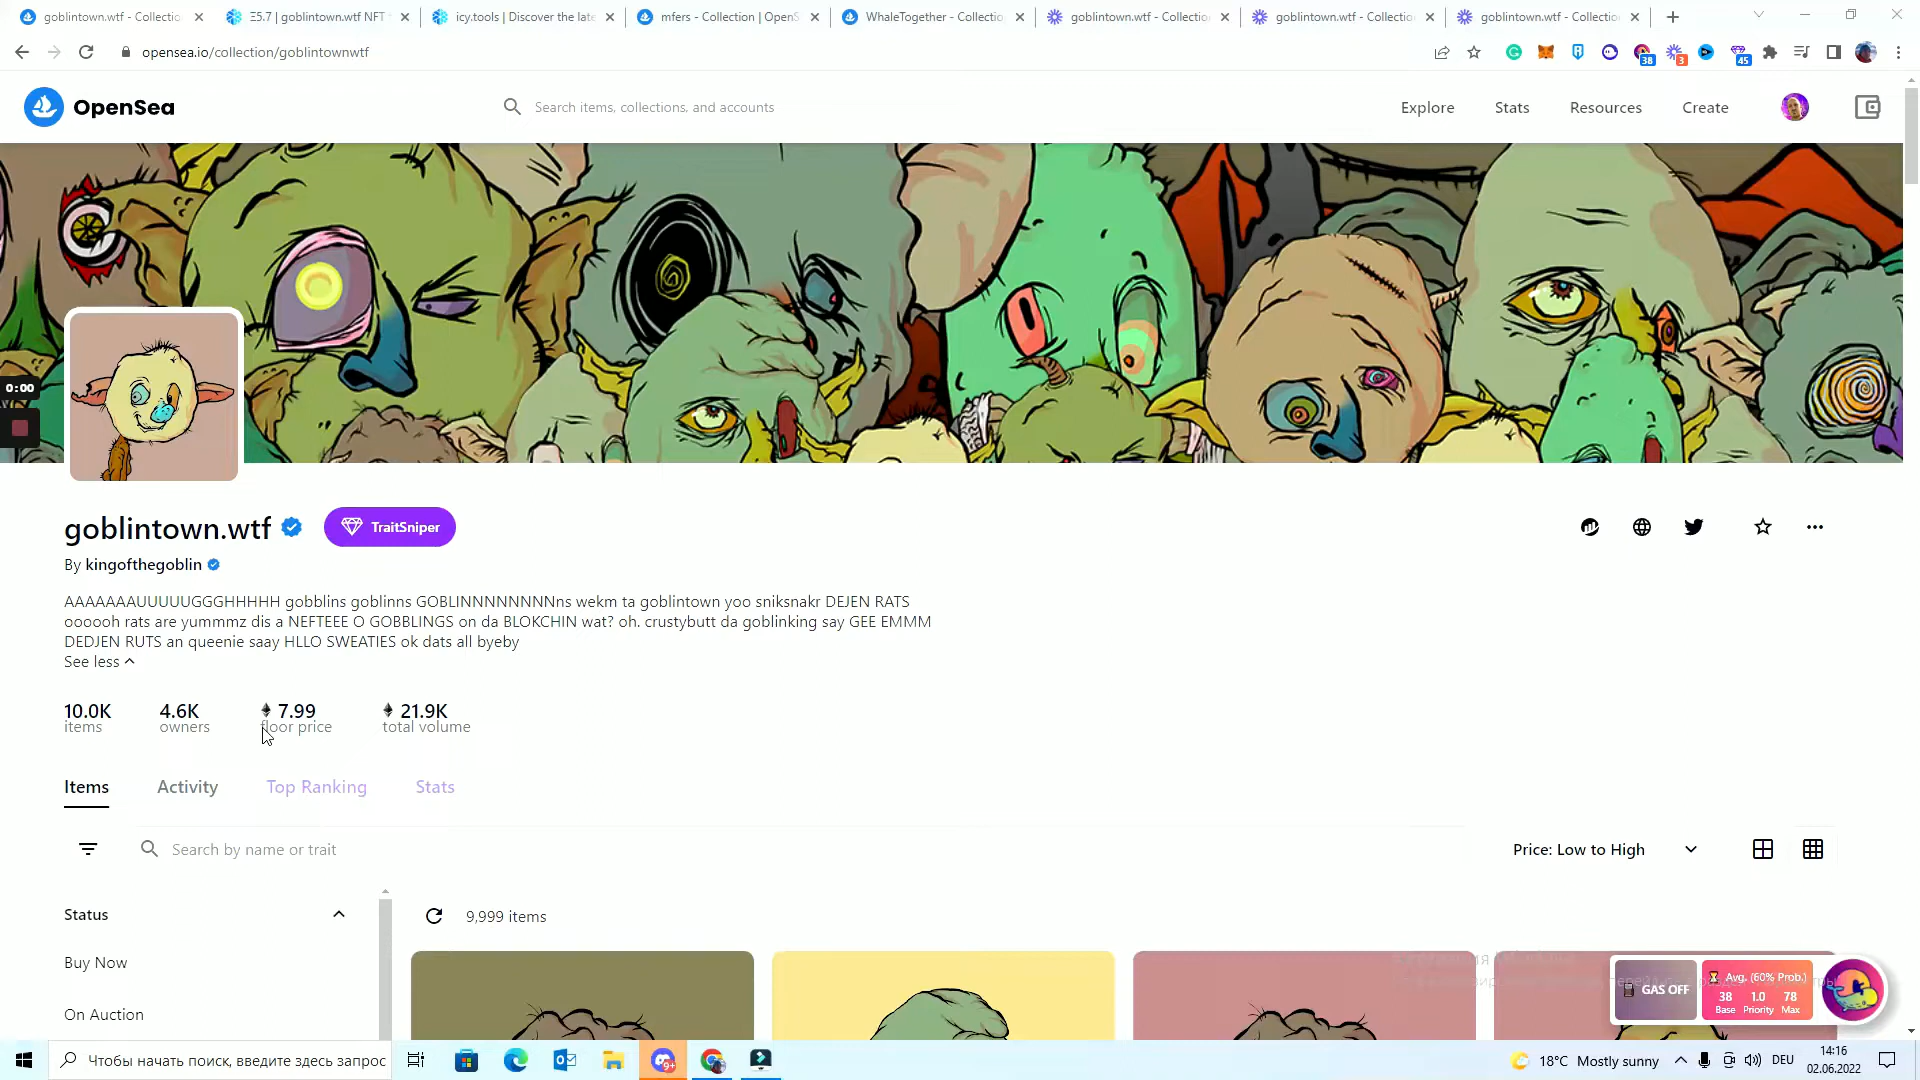 goblintown.wtf - Collectio
Ξ5.7 | goblintown.wtf NFT
icy.tools | Discover the late
mfers - Collection | OpenS
WhaleTogether - Collectio
goblintown.wtf - Collectio
goblintown.wtf - Collectio
goblintown.wtf - Collectio
opensea.io/collection/goblintownwtf
38
3
45
OpenSea
Search items, collections, and accounts
Explore
Stats
Resources
Create
0:00
goblintown.wtf
TraitSniper
By kingofthegoblin
AAAAAAAUUUUUGGGHHHHH gobblins goblinns GOBLINNNNNNNNns wekm ta goblintown yoo sniksnakr DEJEN RATS
oooooh rats are yummmz dis a NEFTEEE O GOBBLINGS on da BLOKCHIN wat? oh. crustybutt da goblinking say GEE EMMM
DEDJEN RUTS an queenie saay HLLO SWEATIES ok dats all byeby
See less
10.0K 4.6K 7.99 21.9K
items owners floor price total volume
Items Activity Top Ranking Stats
Search by name or trait
Price: Low to High
Status
9,999 items
Buy Now
On Auction
GAS OFF
Avg. (60% Prob.)
38 1.0 78
Base Priority Max
Чтобы начать поиск, введите здесь запрос
9+
18°C Mostly sunny
DEU
14:16
02.06.2022